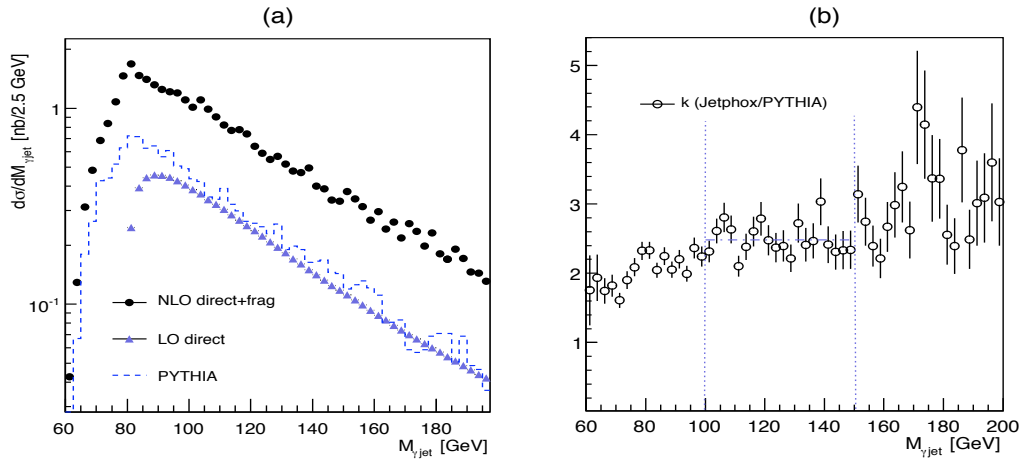 (a)
dσ/dM_γjet [nb/2.5 GeV]
1
10⁻¹
NLO direct+frag
LO direct
PYTHIA
60 80 100 120 140 160 180
M_γjet [GeV]
(b)
5
4
3
2
1
k (Jetphox/PYTHIA)
60 80 100 120 140 160 180 200
M_γjet [GeV]